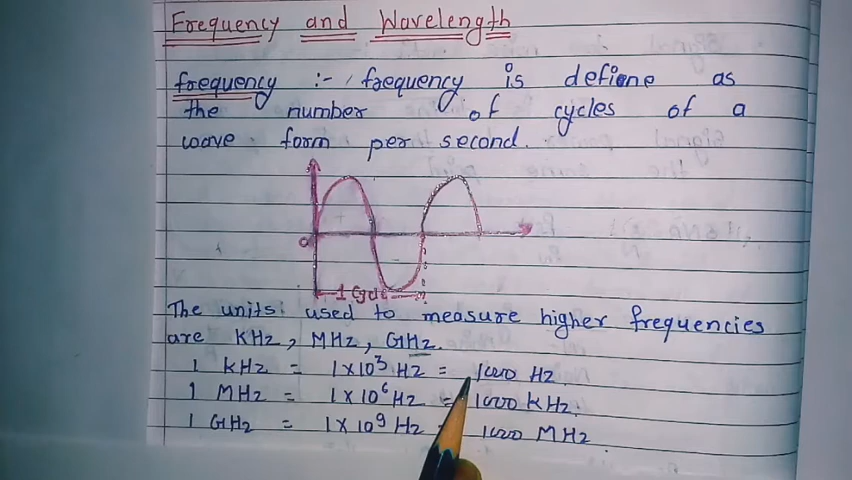 Frequency and Wavelength
frequency :- frequency is define as
the number of cycles of a
wave form per second.
0
1 Cycle
The units used to measure higher frequencies
are KHz, MHz, GHz.
1 KHz = 1×10³ Hz = 1000 Hz
1 MHz = 1×10⁶ Hz = 1000 KHz.
1 GHz = 1×10⁹ Hz = 1000 MHz